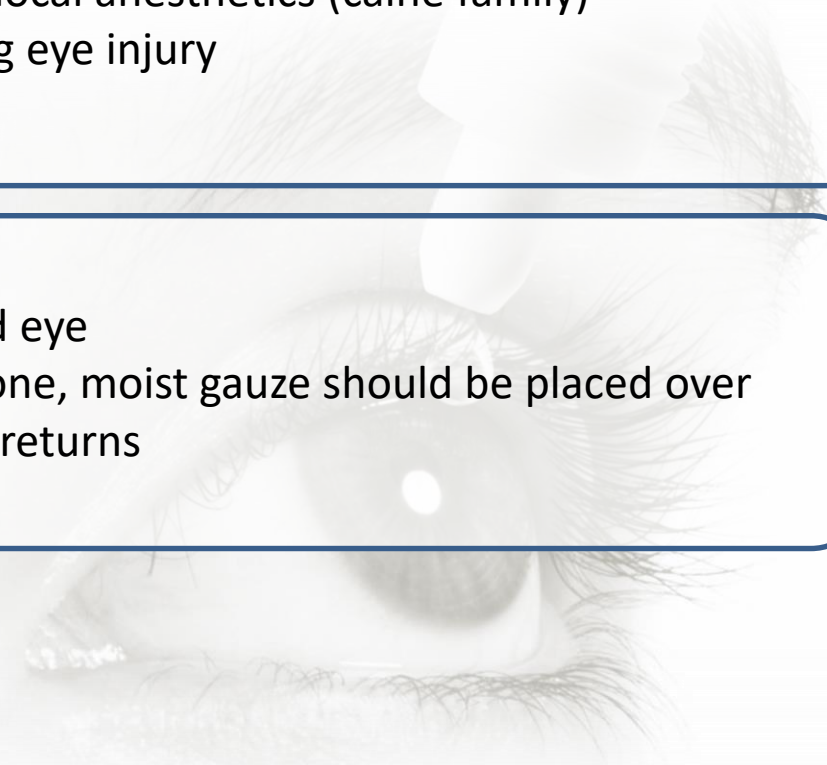 local anesthetics (caine family)
g eye injury
d eye
one, moist gauze should be placed over
returns